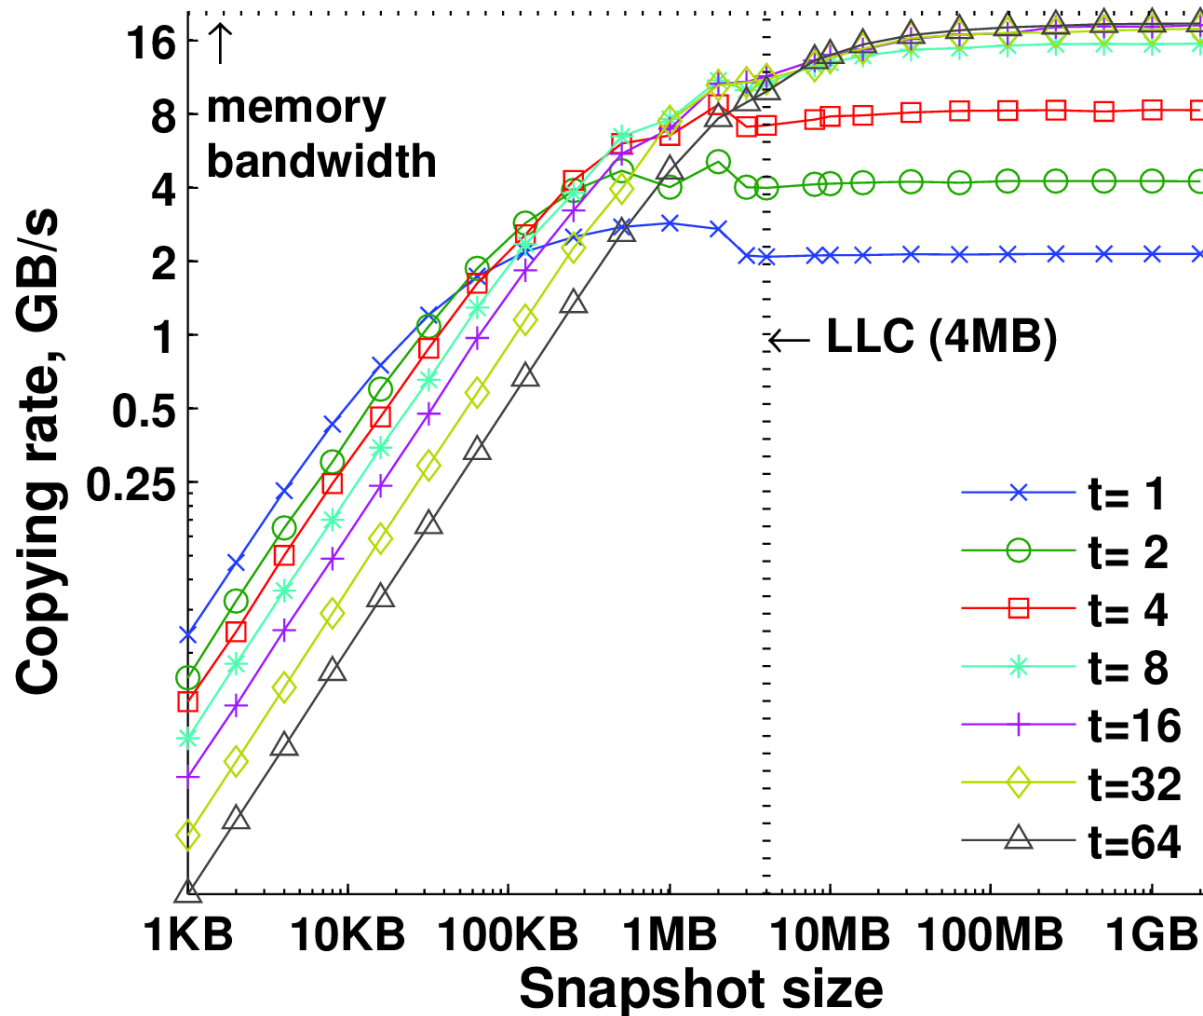 16
8
4
2
1
0.5
0.25
Copying rate, GB/s
↑
memory
bandwidth
← LLC (4MB)
t= 1
t= 2
t= 4
t= 8
t=16
t=32
t=64
1KB 10KB 100KB 1MB 10MB 100MB 1GB
Snapshot size